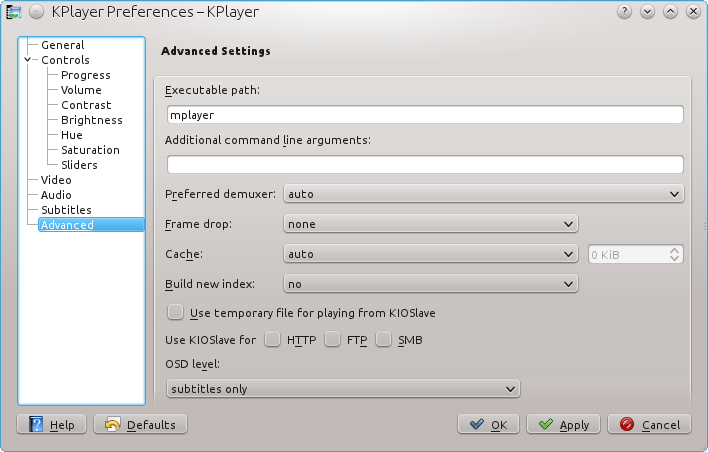 KPlayer Preferences – KPlayer
General
Controls
Progress
Volume
Contrast
Brightness
Hue
Saturation
Sliders
Video
Audio
Subtitles
Advanced
Advanced Settings
Executable path:
mplayer
Additional command line arguments:
Preferred demuxer: auto
Frame drop: none
Cache: auto 0 KiB
Build new index: no
Use temporary file for playing from KIOSlave
Use KIOSlave for HTTP FTP SMB
OSD level:
subtitles only
Help Defaults OK Apply Cancel